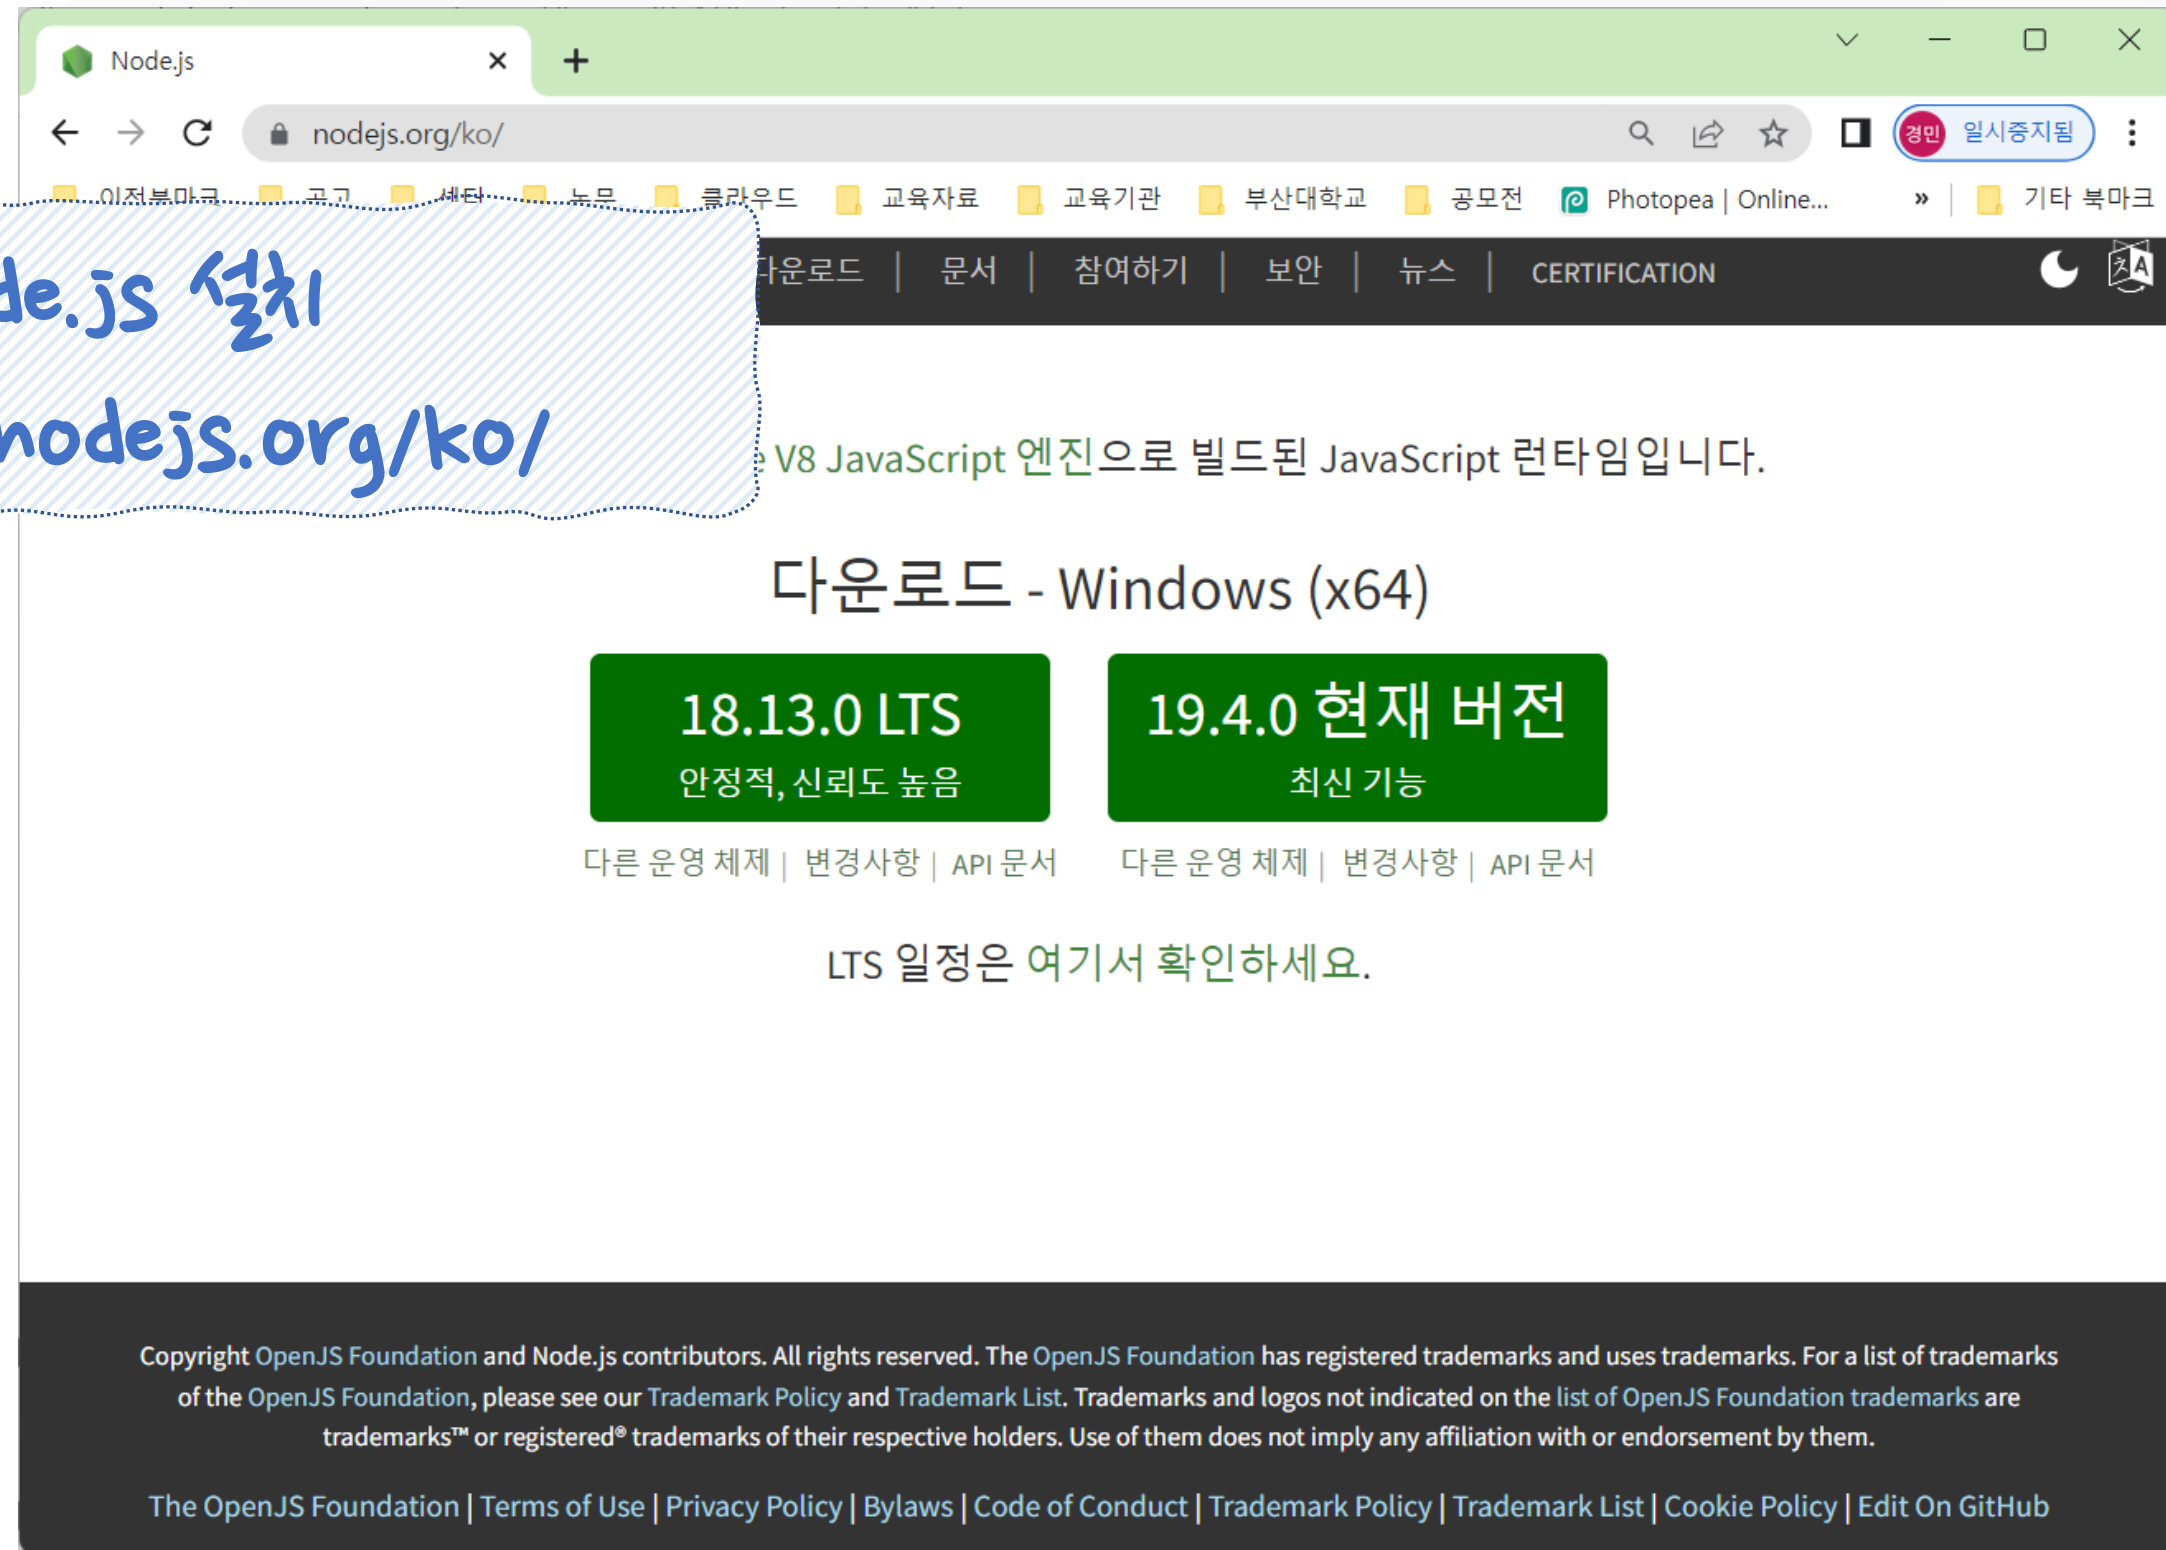 Node.js
nodejs.org/ko/
경민 일시중지됨
이전북마크 공고 센터 노무 클라우드 교육자료 교육기관 부산대학교 공모전 Photopea | Online... » 기타 북마크
de.js 설치
nodejs.org/ko/
다운로드 | 문서 | 참여하기 | 보안 | 뉴스 | CERTIFICATION
V8 JavaScript 엔진으로 빌드된 JavaScript 런타임입니다.
다운로드 - Windows (x64)
18.13.0 LTS
안정적, 신뢰도 높음
19.4.0 현재 버전
최신 기능
다른 운영 체제 | 변경사항 | API 문서
다른 운영 체제 | 변경사항 | API 문서
LTS 일정은 여기서 확인하세요.
Copyright OpenJS Foundation and Node.js contributors. All rights reserved. The OpenJS Foundation has registered trademarks and uses trademarks. For a list of trademarks
of the OpenJS Foundation, please see our Trademark Policy and Trademark List. Trademarks and logos not indicated on the list of OpenJS Foundation trademarks are
trademarks™ or registered® trademarks of their respective holders. Use of them does not imply any affiliation with or endorsement by them.
The OpenJS Foundation | Terms of Use | Privacy Policy | Bylaws | Code of Conduct | Trademark Policy | Trademark List | Cookie Policy | Edit On GitHub